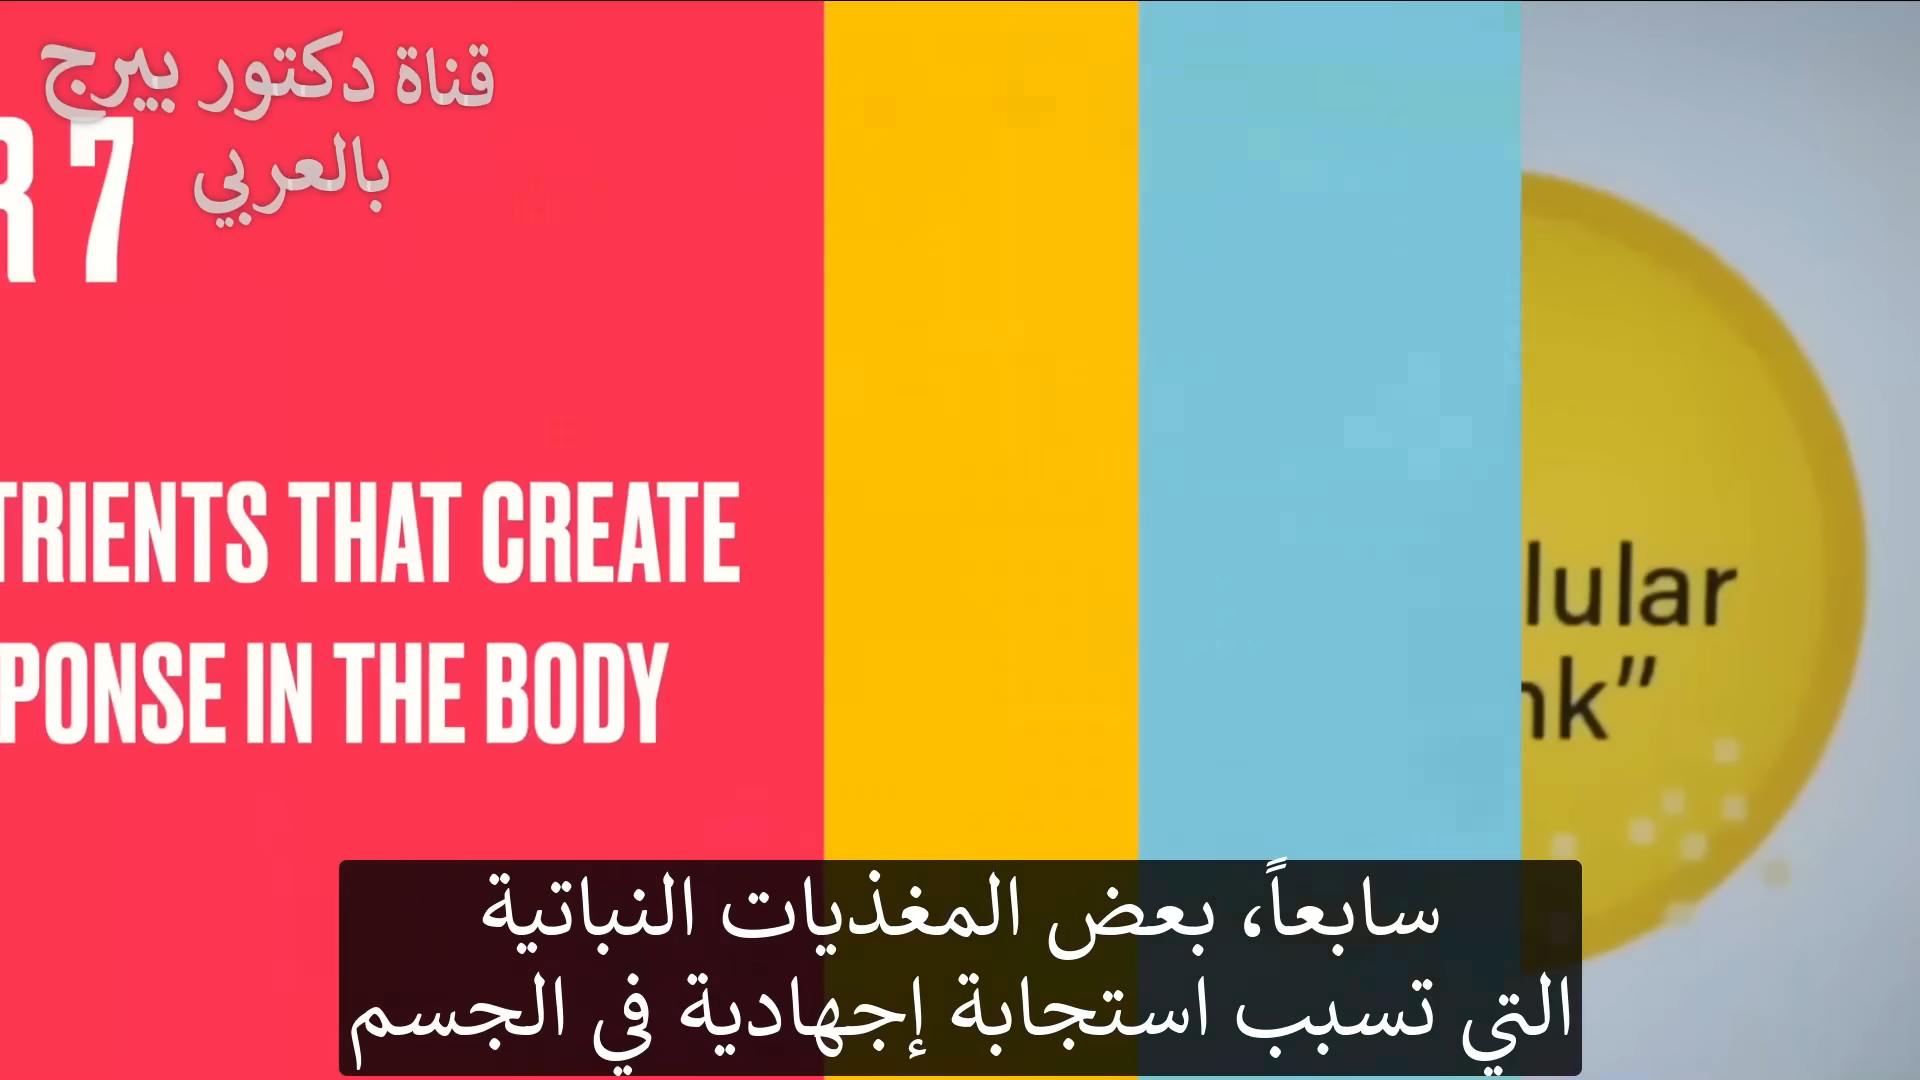 قناة دكتور بيرج
بالعربي
R 7
TRIENTS THAT CREATE
PONSE IN THE BODY
lular
nk”
سابعاً، بعض المغذيات النباتية
التي تسبب استجابة إجهادية في الجسم